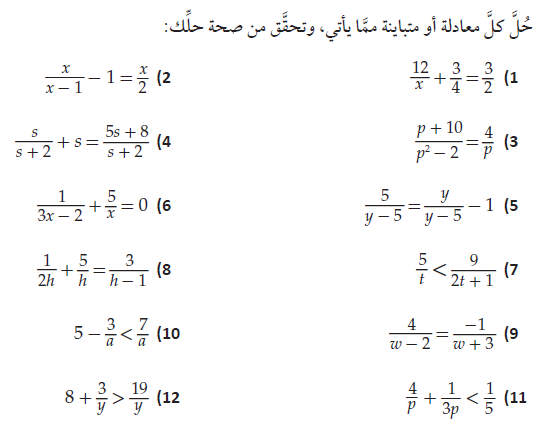 حُلَّ كلَّ معادلة أو متباينة ممَّا يأتي، وتحقَّق من صحة حلِّك:
(1 12/x + 3/4 = 3/2
(2 x/(x − 1) − 1 = x/2
(3 (p + 10)/(p² − 2) = 4/p
(4 s/(s + 2) + s = (5s + 8)/(s + 2)
(5 5/(y − 5) = y/(y − 5) − 1
(6 1/(3x − 2) + 5/x = 0
(7 5/t < 9/(2t + 1)
(8 1/(2h) + 5/h = 3/(h − 1)
(9 4/(w − 2) = −1/(w + 3)
(10 5 − 3/a < 7/a
(11 4/p + 1/(3p) < 1/5
(12 8 + 3/y > 19/y